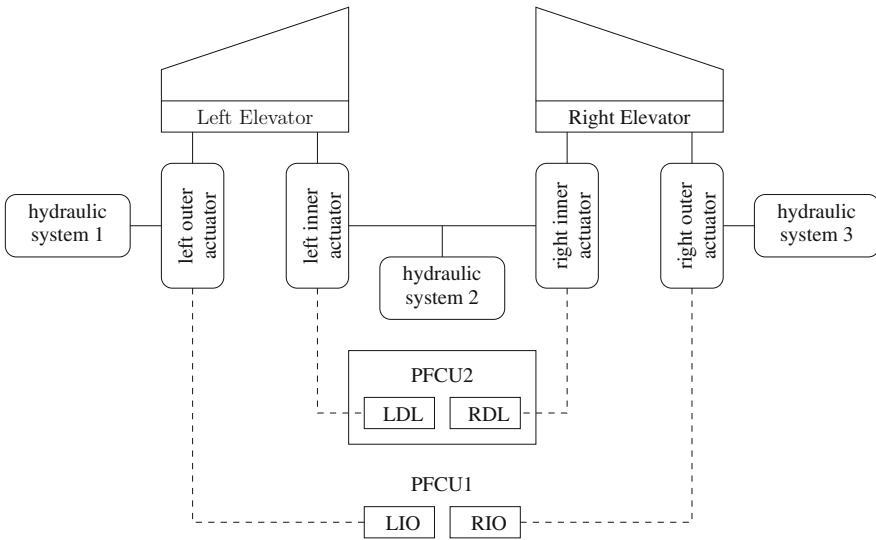 Left Elevator
Right Elevator
hydraulic
system 1
left outer
actuator
left inner
actuator
hydraulic
system 2
right inner
actuator
right outer
actuator
hydraulic
system 3
PFCU2
LDL
RDL
PFCU1
LIO
RIO